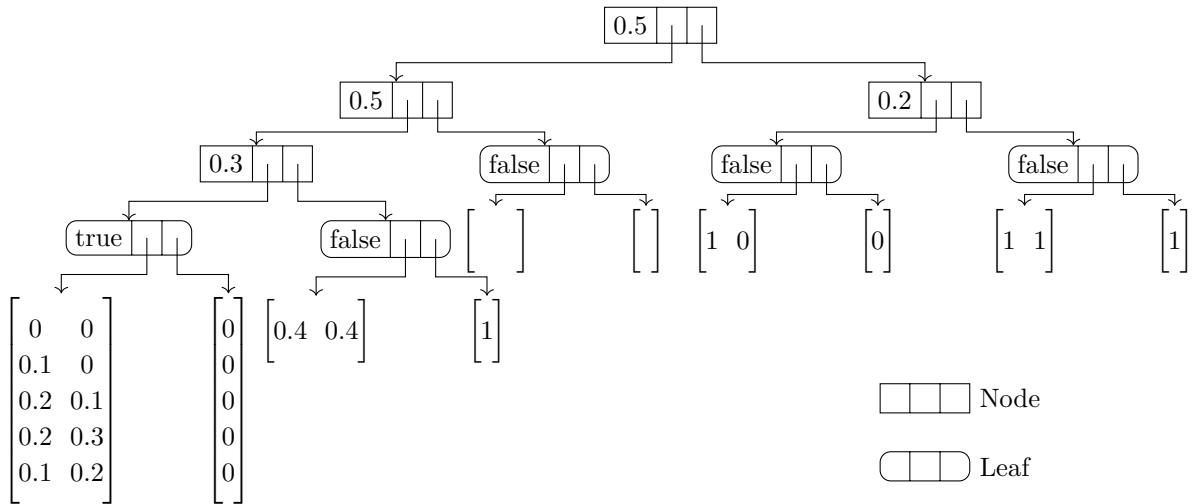 0.5
0.5 0.2
0.3 false false false
true false 1 0 0 1 1 1
0 0 0 0.4 0.4 1
0.1 0 0
0.2 0.1 0
0.2 0.3 0
0.1 0.2 0
Node
Leaf